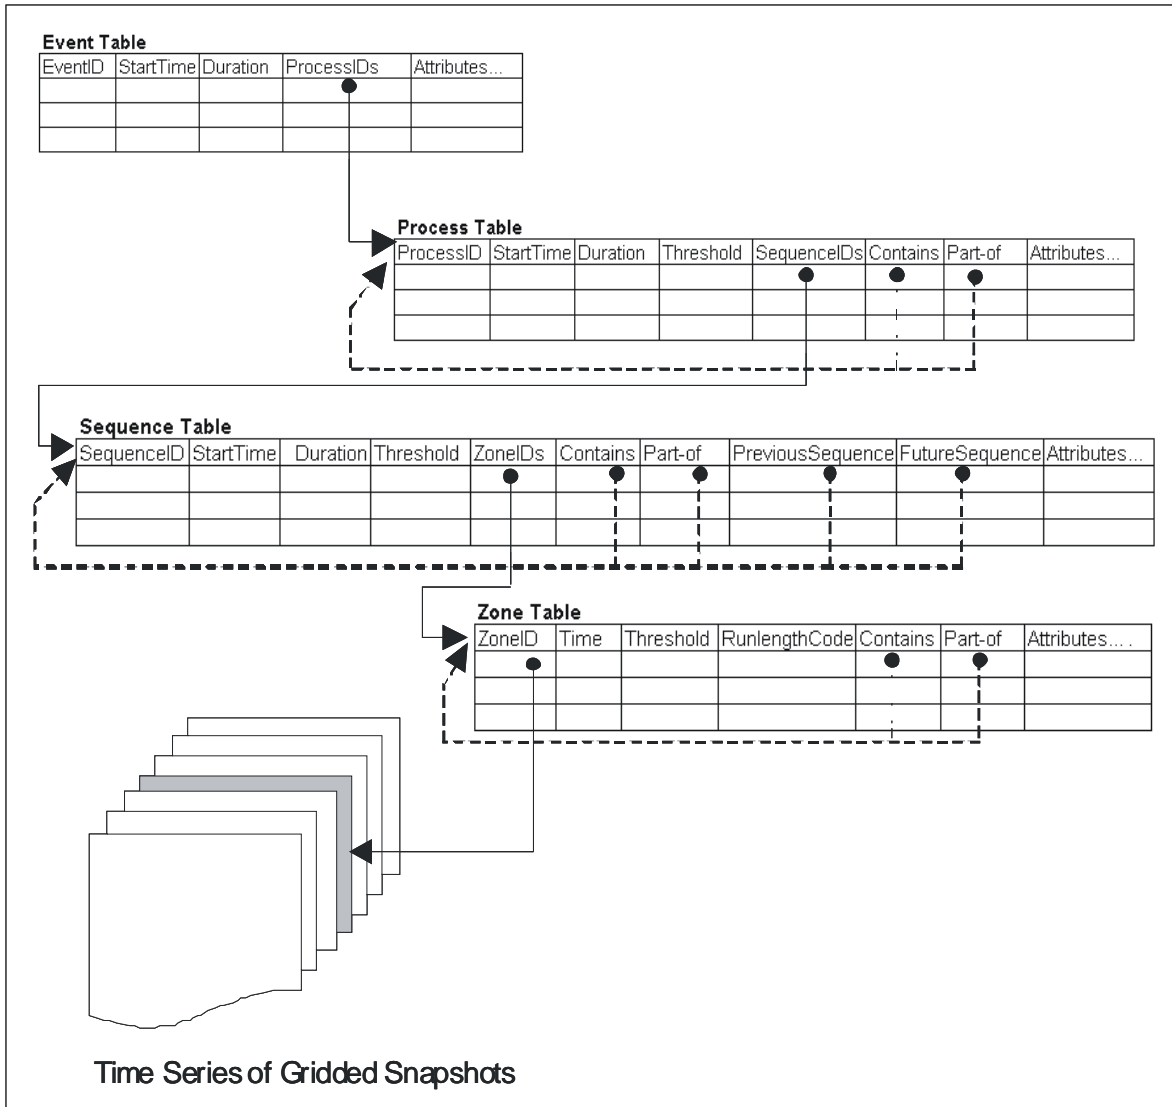 Event Table
EventID StartTime Duration ProcessIDs Attributes...
Process Table
ProcessID StartTime Duration Threshold SequenceIDs Contains Part-of Attributes...
Sequence Table
SequenceID StartTime Duration Threshold ZoneIDs Contains Part-of PreviousSequence FutureSequence Attributes...
Zone Table
ZoneID Time Threshold RunlengthCode Contains Part-of Attributes... .
Time Series of Gridded Snapshots